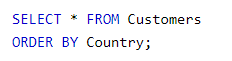 SELECT * FROM Customers
ORDER BY Country;